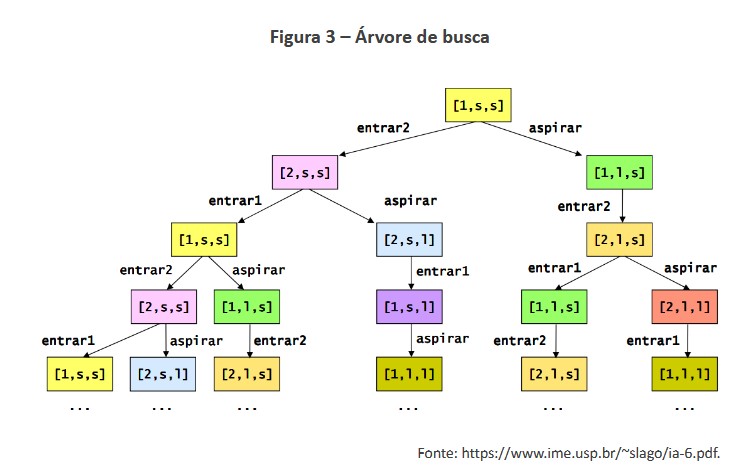 Figura 3 – Árvore de busca
[1,s,s]
entrar2 aspirar
[2,s,s] [1,l,s]
entrar1 aspirar entrar2
[1,s,s] [2,s,l] [2,l,s]
entrar2 aspirar entrar1 entrar1 aspirar
[2,s,s] [1,l,s] [1,s,l] [1,l,s] [2,l,l]
entrar1 aspirar entrar2 aspirar entrar2 entrar1
[1,s,s] [2,s,l] [2,l,s] [1,l,l] [2,l,s] [1,l,l]
... ... ... ... ... ...
Fonte: https://www.ime.usp.br/~slago/ia-6.pdf.